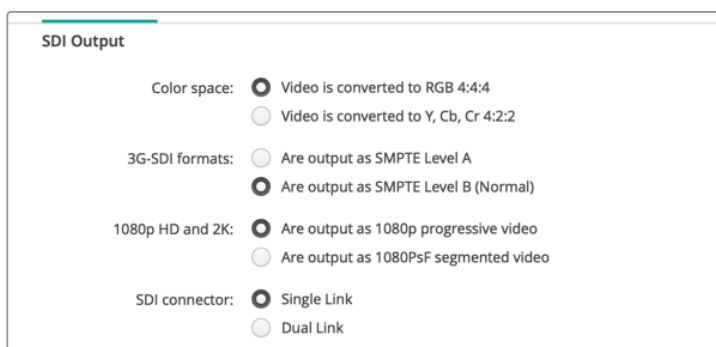 SDI Output
Color space: Video is converted to RGB 4:4:4
Video is converted to Y, Cb, Cr 4:2:2
3G-SDI formats: Are output as SMPTE Level A
Are output as SMPTE Level B (Normal)
1080p HD and 2K: Are output as 1080p progressive video
Are output as 1080PsF segmented video
SDI connector: Single Link
Dual Link